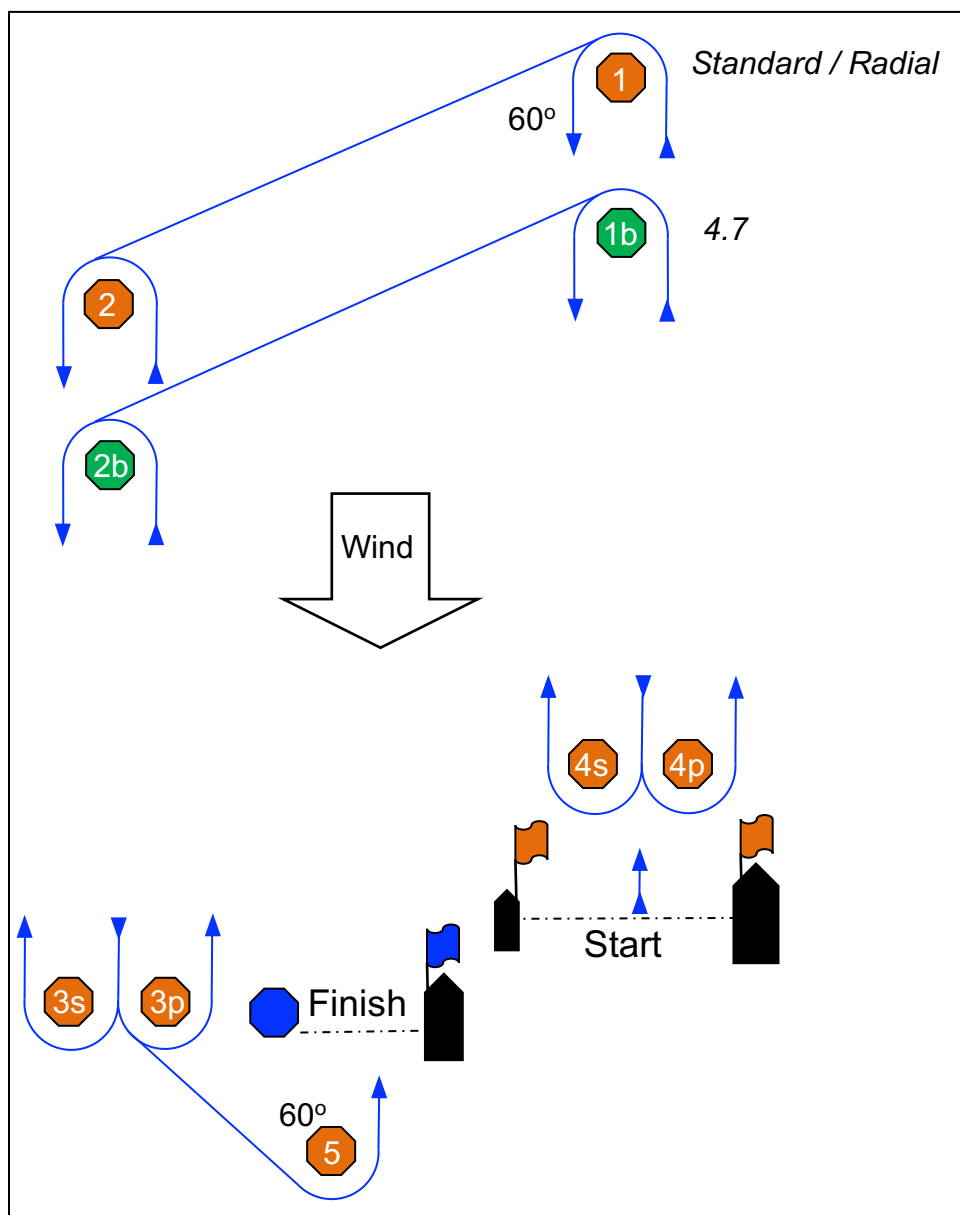 1
Standard / Radial
60º
1b
4.7
2
2b
Wind
4s
4p
Start
3s
3p
Finish
60º
5